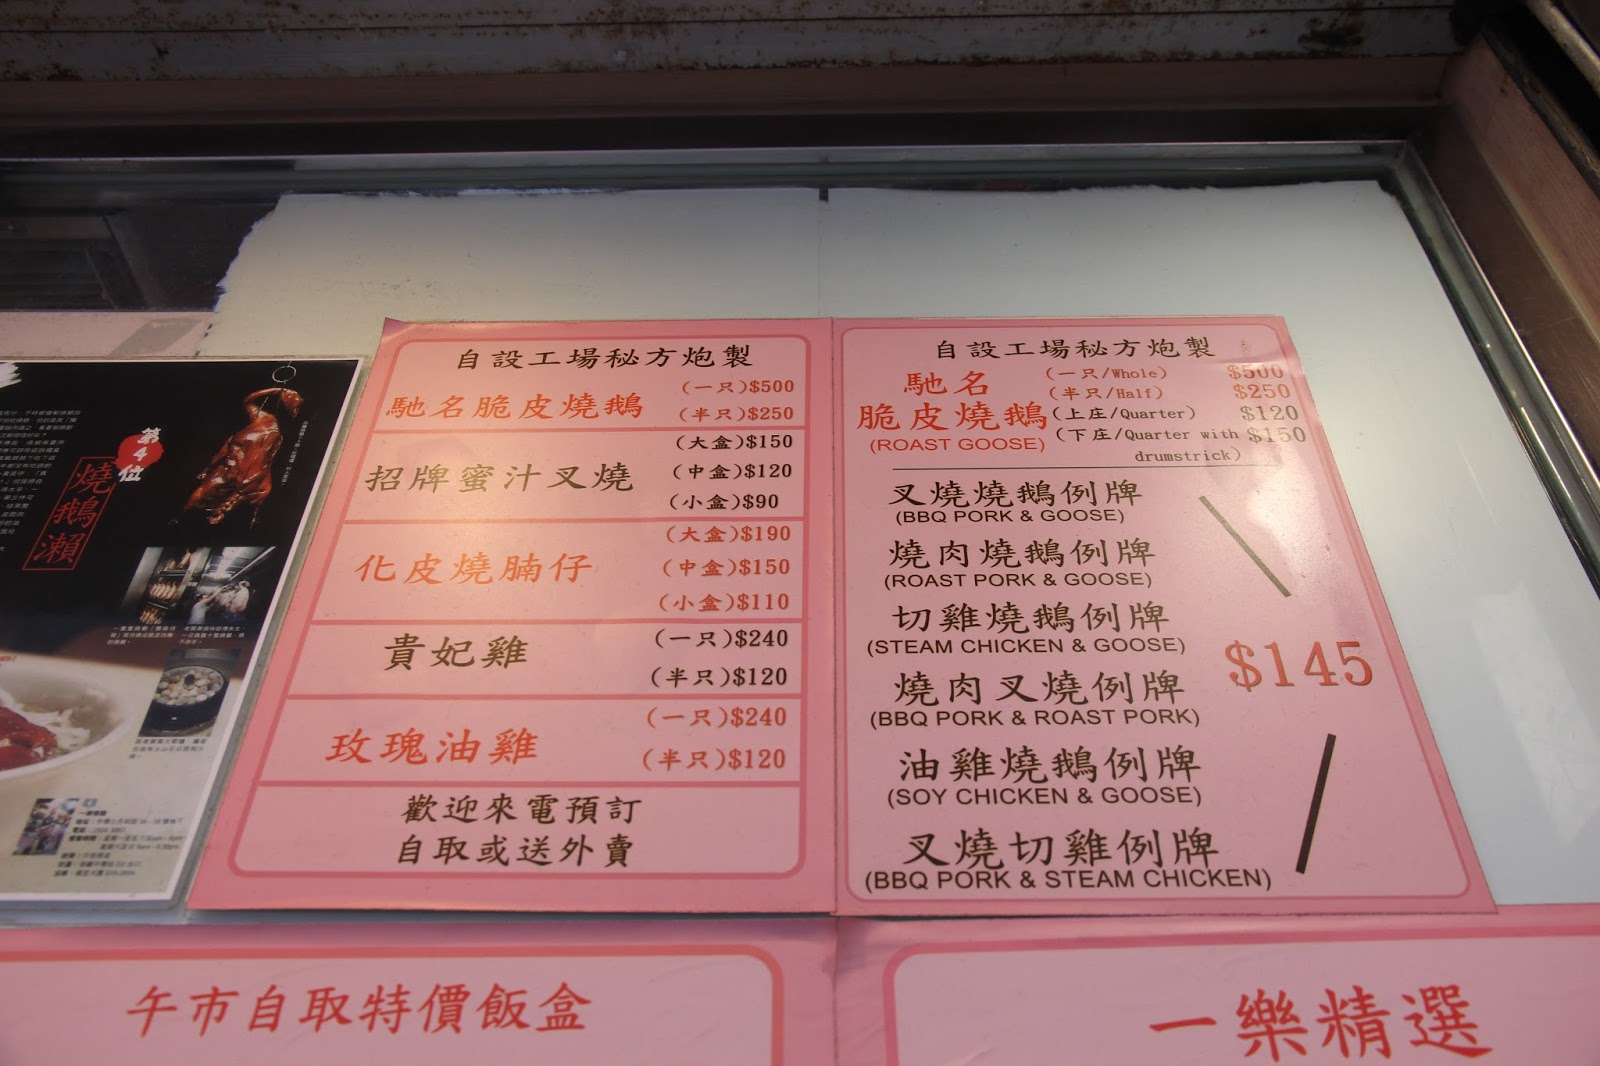 第4位
燒鵝瀨
自設工場秘方炮製
馳名脆皮燒鵝
(一只)$500
(半只)$250
招牌蜜汁叉燒
(大盒)$150
(中盒)$120
(小盒)$90
化皮燒腩仔
(大盒)$190
(中盒)$150
(小盒)$110
貴妃雞
(一只)$240
(半只)$120
玫瑰油雞
(一只)$240
(半只)$120
歡迎來電預訂
自取或送外賣
自設工場秘方炮製
馳名
脆皮燒鵝
(ROAST GOOSE)
(一只/Whole) $500
(半只/Half) $250
(上庄/Quarter) $120
(下庄/Quarter with $150
drumstrick)
叉燒燒鵝例牌
(BBQ PORK & GOOSE)
燒肉燒鵝例牌
(ROAST PORK & GOOSE)
切雞燒鵝例牌
(STEAM CHICKEN & GOOSE)
$145
燒肉叉燒例牌
(BBQ PORK & ROAST PORK)
油雞燒鵝例牌
(SOY CHICKEN & GOOSE)
叉燒切雞例牌
(BBQ PORK & STEAM CHICKEN)
午市自取特價飯盒
一樂精選